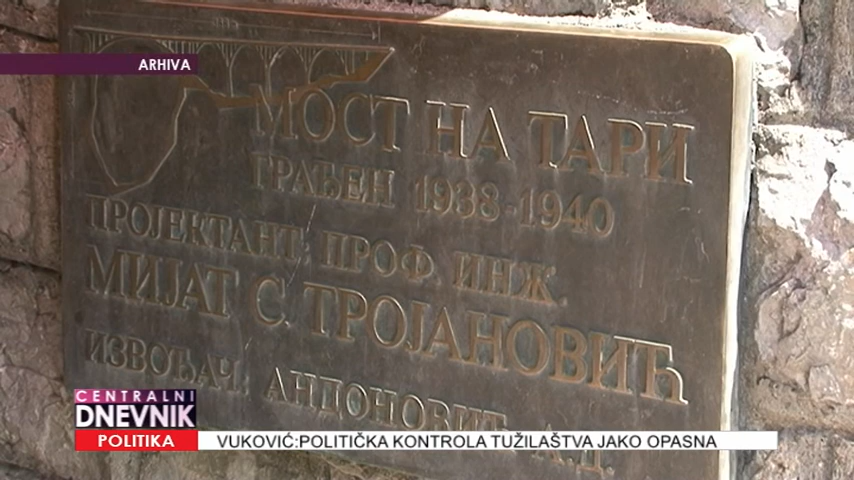 ARHIVA
МОСТ НА ТАРИ
ГРАЂЕН 1938-1940
ПРОЈЕКТАНТ: ПРОФ. ИНЖ.
МИЈАТ С. ТРОЈАНОВИЋ
ИЗВОЂАЧ: АНДОНОВИЋ А.Д.
CENTRALNI
DNEVNIK
POLITIKA
VUKOVIĆ:POLITIČKA KONTROLA TUŽILAŠTVA JAKO OPASNA